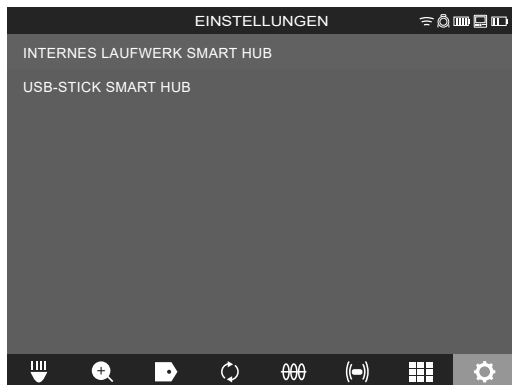 EINSTELLUNGEN
INTERNES LAUFWERK SMART HUB
USB-STICK SMART HUB